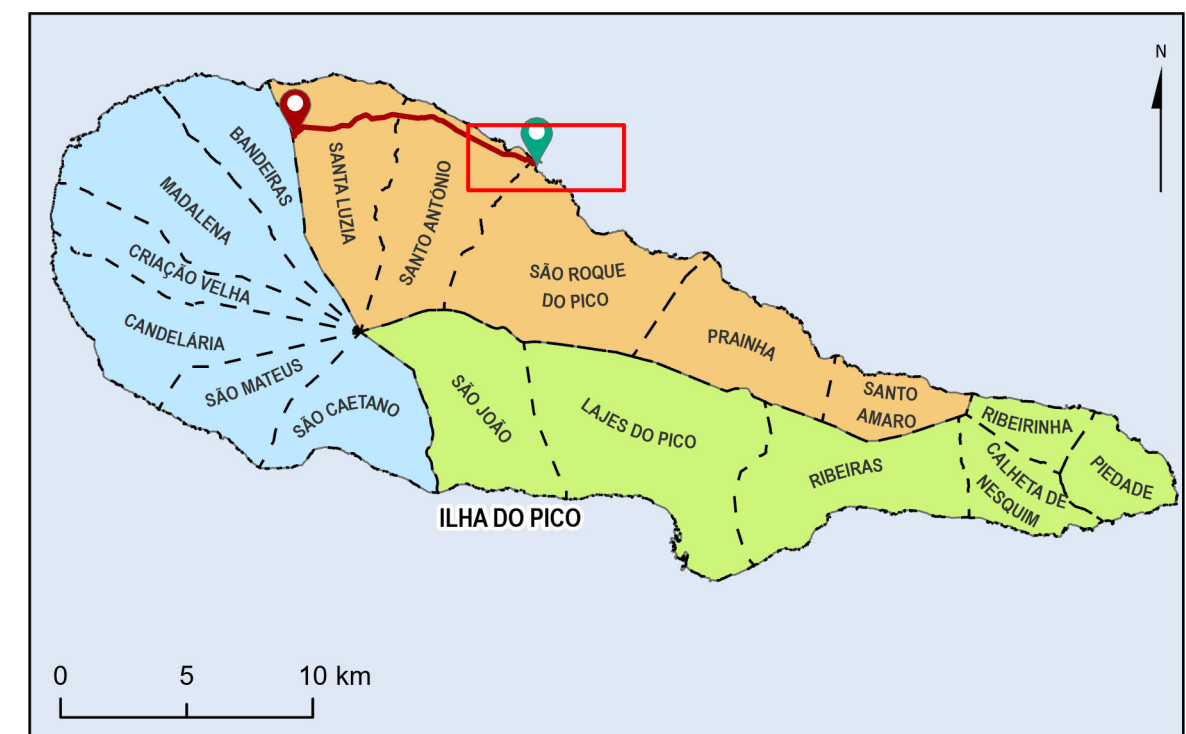 N
BANDEIRAS
MADALENA
CRIAÇÃO VELHA
CANDELÁRIA
SÃO MATEUS
SÃO CAETANO
SANTA LUZIA
SANTO ANTÓNIO
SÃO ROQUE
DO PICO
PRAINHA
SANTO
AMARO
SÃO JOÃO
LAJES DO PICO
RIBEIRAS
RIBEIRINHA
CALHETA DE
NESQUIM
PIEDADE
ILHA DO PICO
0 5 10 km